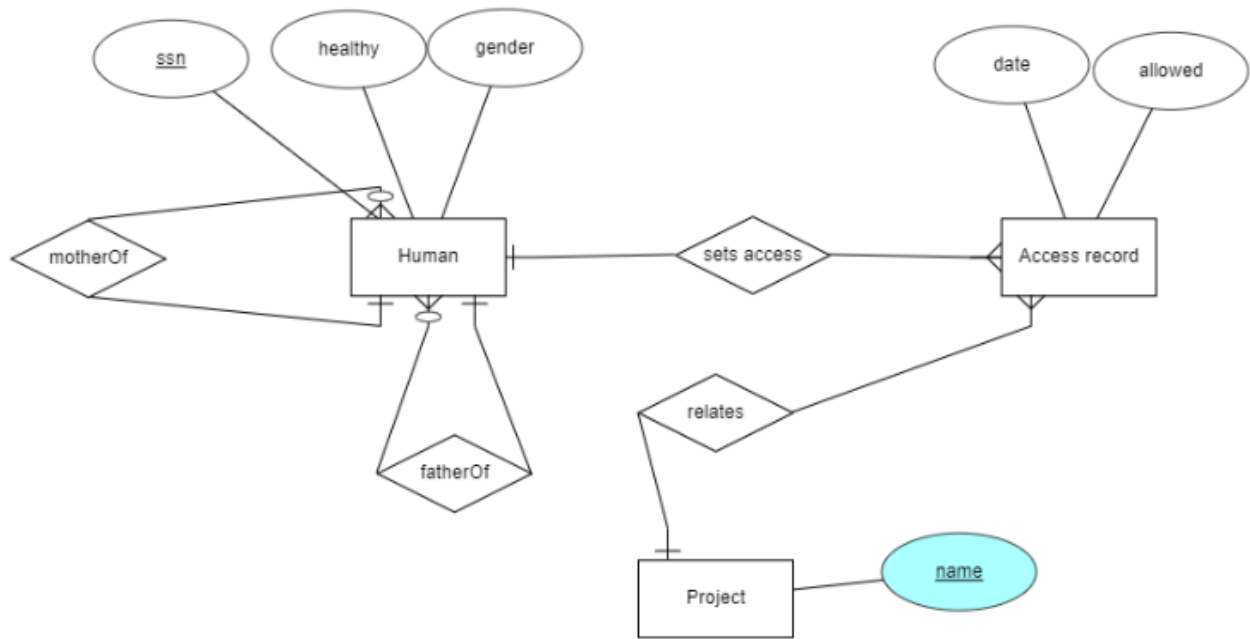 ssn
healthy
gender
date
allowed
motherOf
Human
sets access
Access record
relates
fatherOf
name
Project